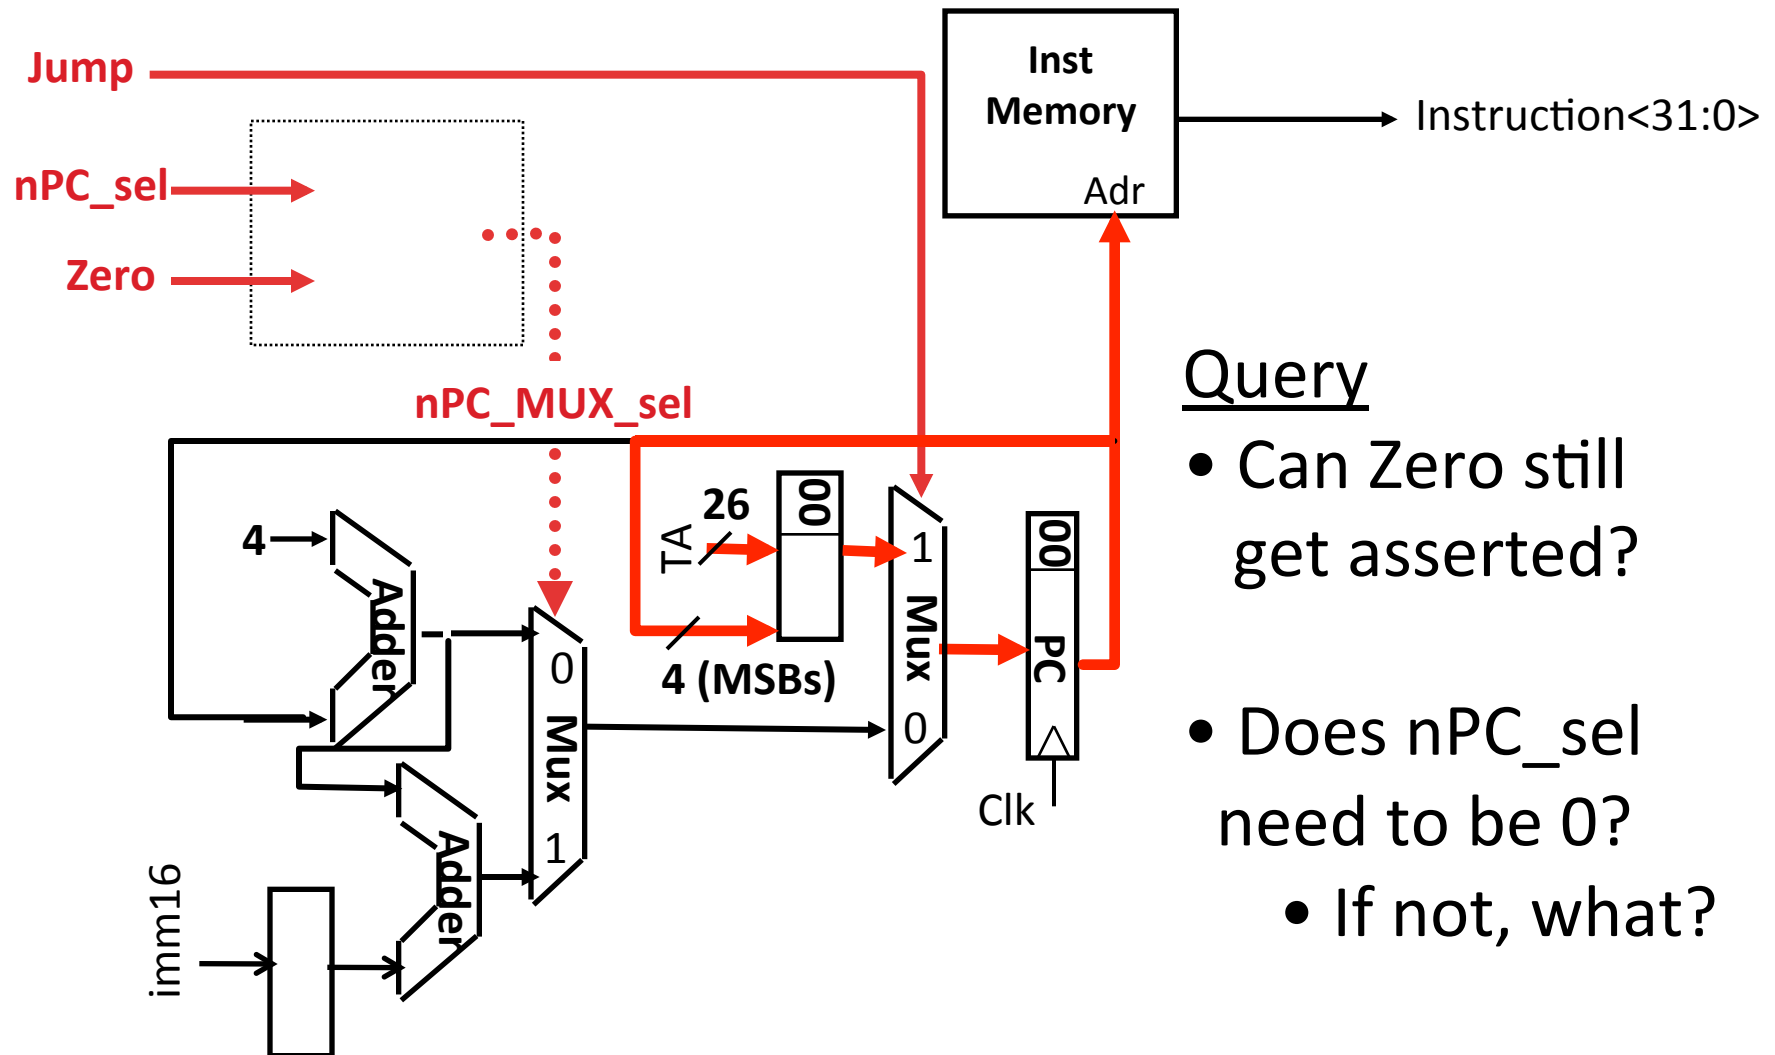 Jump
Inst
Memory
Adr
Instruction<31:0>
nPC_sel
Zero
nPC_MUX_sel
Query
• Can Zero still
get asserted?
• Does nPC_sel
need to be 0?
• If not, what?
4
Adder
0
Mux
1
TA
26
00
4 (MSBs)
1
Mux
0
00
PC
Clk
Adder
imm16